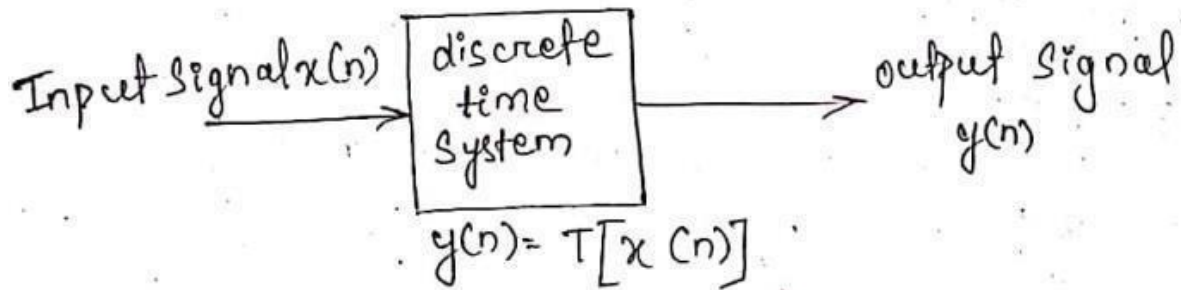 Input Signal x(n)
discrete
time
System
output Signal
y(n)
y(n) = T[x (n)]